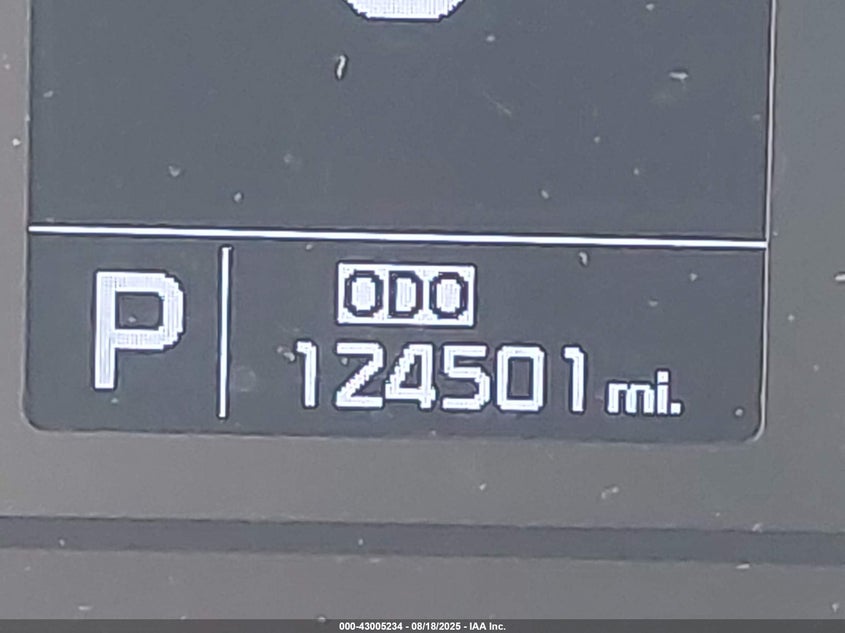 P
ODO
124501 mi.
000-43005234 - 08/18/2025 - IAA Inc.